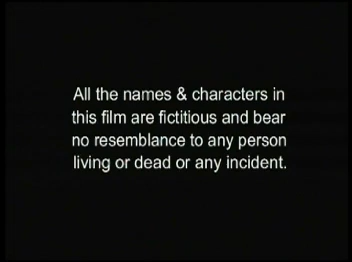 All the names & characters in
this film are fictitious and bear
no resemblance to any person
living or dead or any incident.